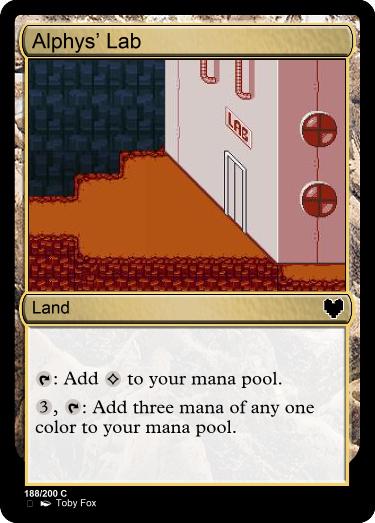 Alphys' Lab
LAB
Land
: Add to your mana pool.
3, : Add three mana of any one
color to your mana pool.
188/200 C
Toby Fox